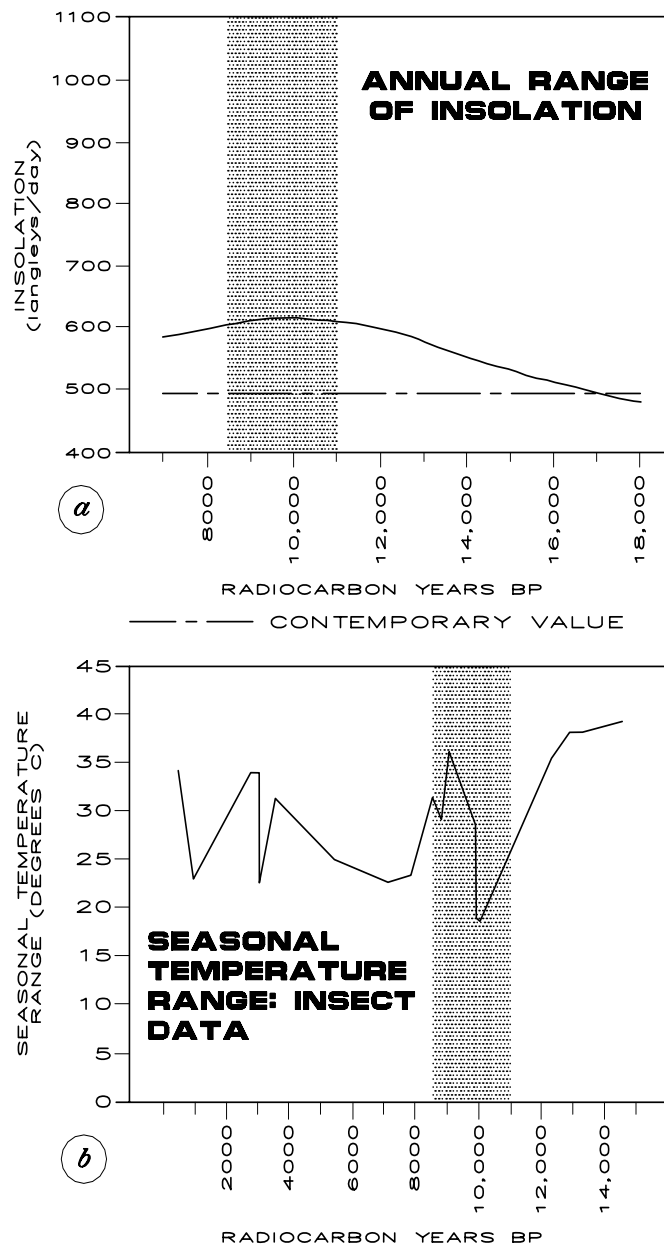 1100
1000
900
800
700
600
500
400
INSOLATION
(langleys/day)
ANNUAL RANGE
OF INSOLATION
8000
10,000
12,000
14,000
16,000
18,000
a
RADIOCARBON YEARS BP
CONTEMPORARY VALUE
45
40
35
30
25
20
15
10
5
0
SEASONAL TEMPERATURE
RANGE (DEGREES C)
SEASONAL
TEMPERATURE
RANGE: INSECT
DATA
2000
4000
6000
8000
10,000
12,000
14,000
b
RADIOCARBON YEARS BP